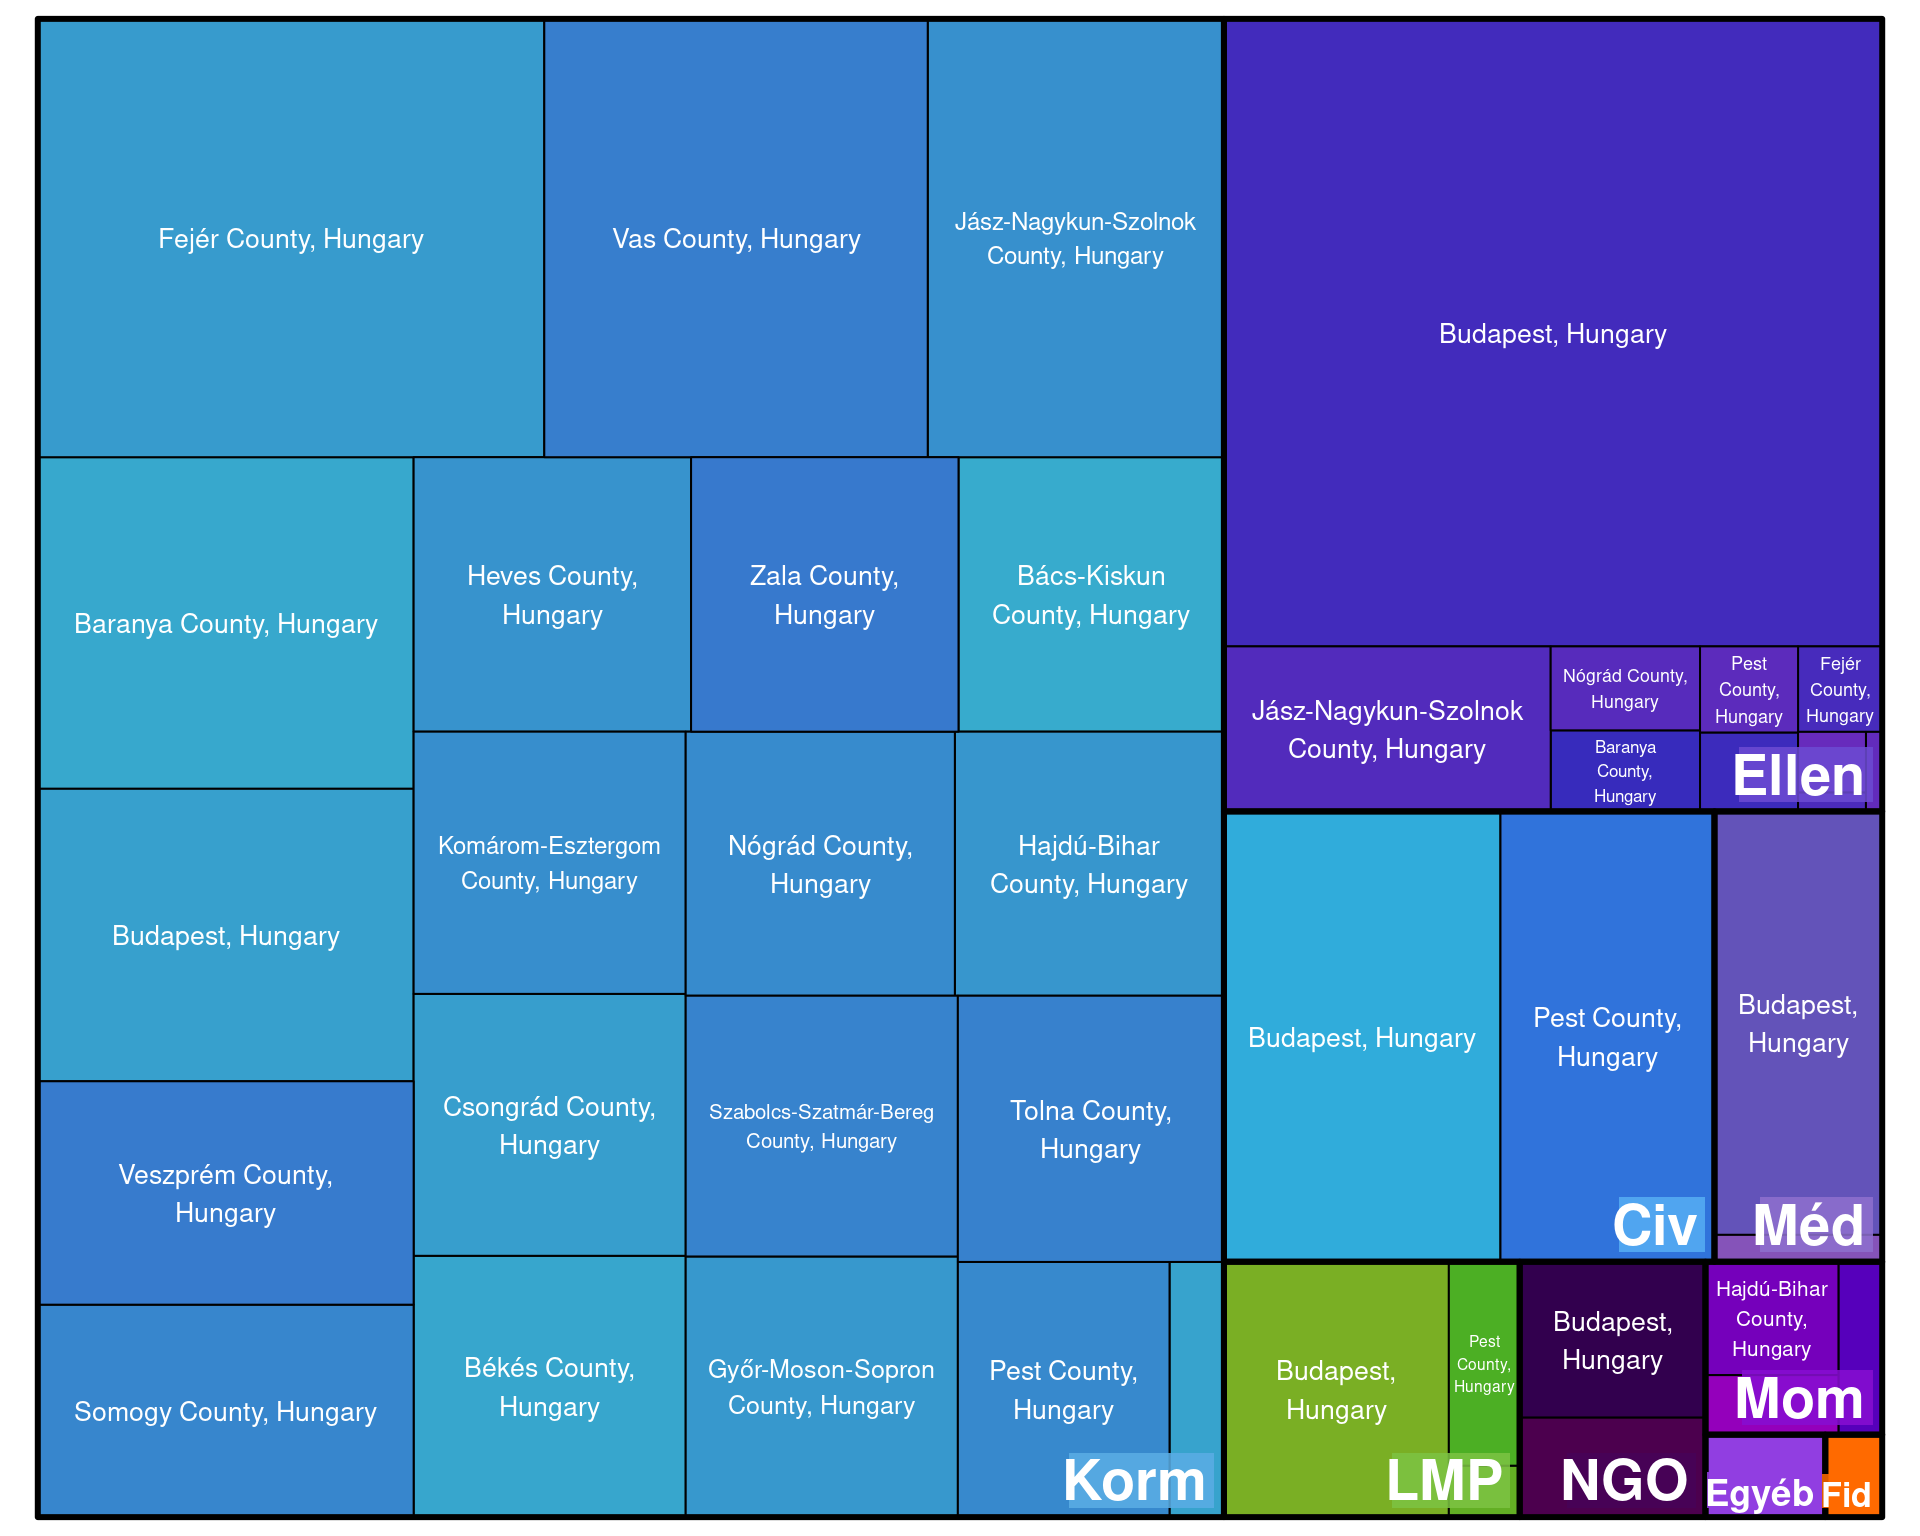 Fejér County, Hungary
Vas County, Hungary
Jász-Nagykun-Szolnok
County, Hungary
Baranya County, Hungary
Heves County,
Hungary
Zala County,
Hungary
Bács-Kiskun
County, Hungary
Budapest, Hungary
Komárom-Esztergom
County, Hungary
Nógrád County,
Hungary
Hajdú-Bihar
County, Hungary
Veszprém County,
Hungary
Csongrád County,
Hungary
Szabolcs-Szatmár-Bereg
County, Hungary
Tolna County,
Hungary
Somogy County, Hungary
Békés County,
Hungary
Győr-Moson-Sopron
County, Hungary
Pest County,
Hungary
Korm
Budapest, Hungary
Jász-Nagykun-Szolnok
County, Hungary
Nógrád County,
Hungary
Baranya
County,
Hungary
Pest
County,
Hungary
Fejér
County,
Hungary
Ellen
Budapest, Hungary
Pest County,
Hungary
Civ
Budapest,
Hungary
Méd
Budapest,
Hungary
Pest
County,
Hungary
LMP
Budapest,
Hungary
NGO
Hajdú-Bihar
County,
Hungary
Mom
Egyéb
Fid